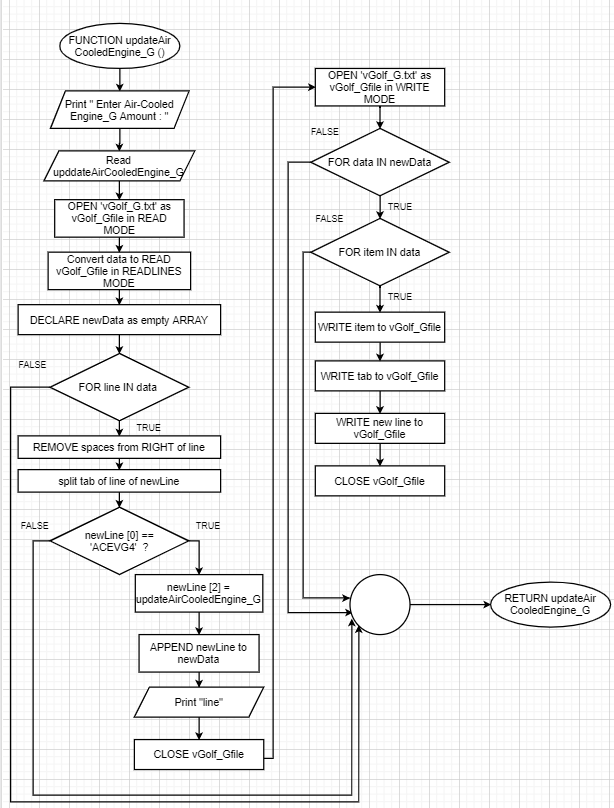 FUNCTION updateAir
CooledEngine_G ()
Print " Enter Air-Cooled
Engine_G Amount : "
Read
upddateAirCooledEngine_G
OPEN 'vGolf_G.txt' as
vGolf_Gfile in READ
MODE
Convert data to READ
vGolf_Gfile in READLINES
MODE
DECLARE newData as empty ARRAY
FALSE
FOR line IN data
TRUE
REMOVE spaces from RIGHT of line
split tab of line of newLine
FALSE
newLine [0] ==
'ACEVG4' ?
TRUE
newLine [2] =
updateAirCooledEngine_G
APPEND newLine to
newData
Print "line"
CLOSE vGolf_Gfile
OPEN 'vGolf_G.txt' as
vGolf_Gfile in WRITE
MODE
FALSE
FOR data IN newData
TRUE
FALSE
FOR item IN data
TRUE
WRITE item to vGolf_Gfile
WRITE tab to vGolf_Gfile
WRITE new line to
vGolf_Gfile
CLOSE vGolf_Gfile
RETURN updateAir
CooledEngine_G